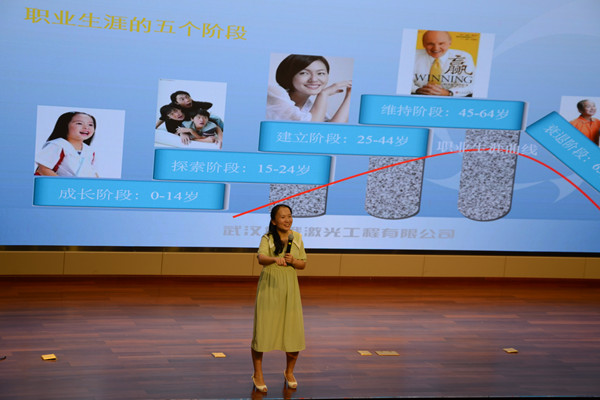 职业生涯的五个阶段
WINNING
赢
维持阶段：45-64岁
建立阶段：25-44岁
职业生涯曲线
衰退阶段：6
探索阶段：15-24岁
成长阶段：0-14岁
武汉 激光工程有限公司